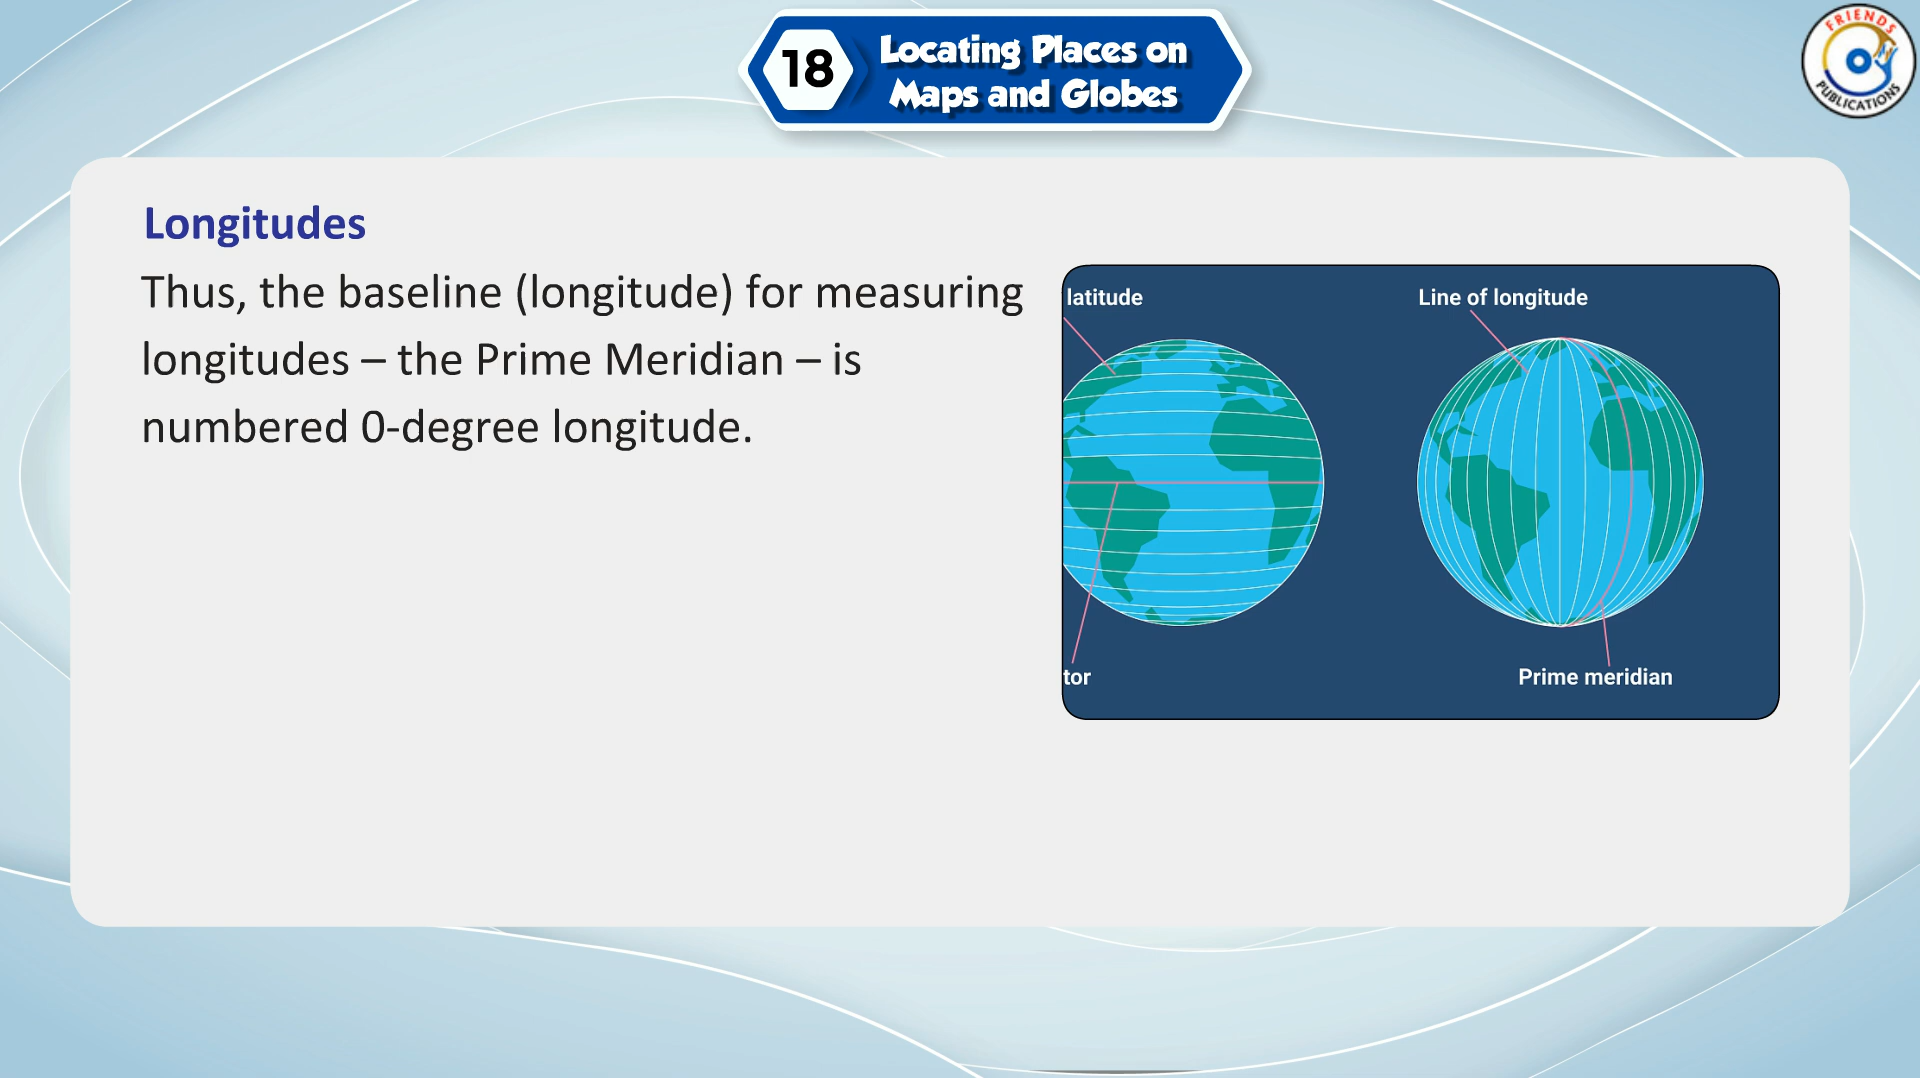 18
Locating Places on
Maps and Globes
FRIENDS
PUBLICATIONS
Longitudes
Thus, the baseline (longitude) for measuring
longitudes – the Prime Meridian – is
numbered 0-degree longitude.
latitude
Line of longitude
tor
Prime meridian